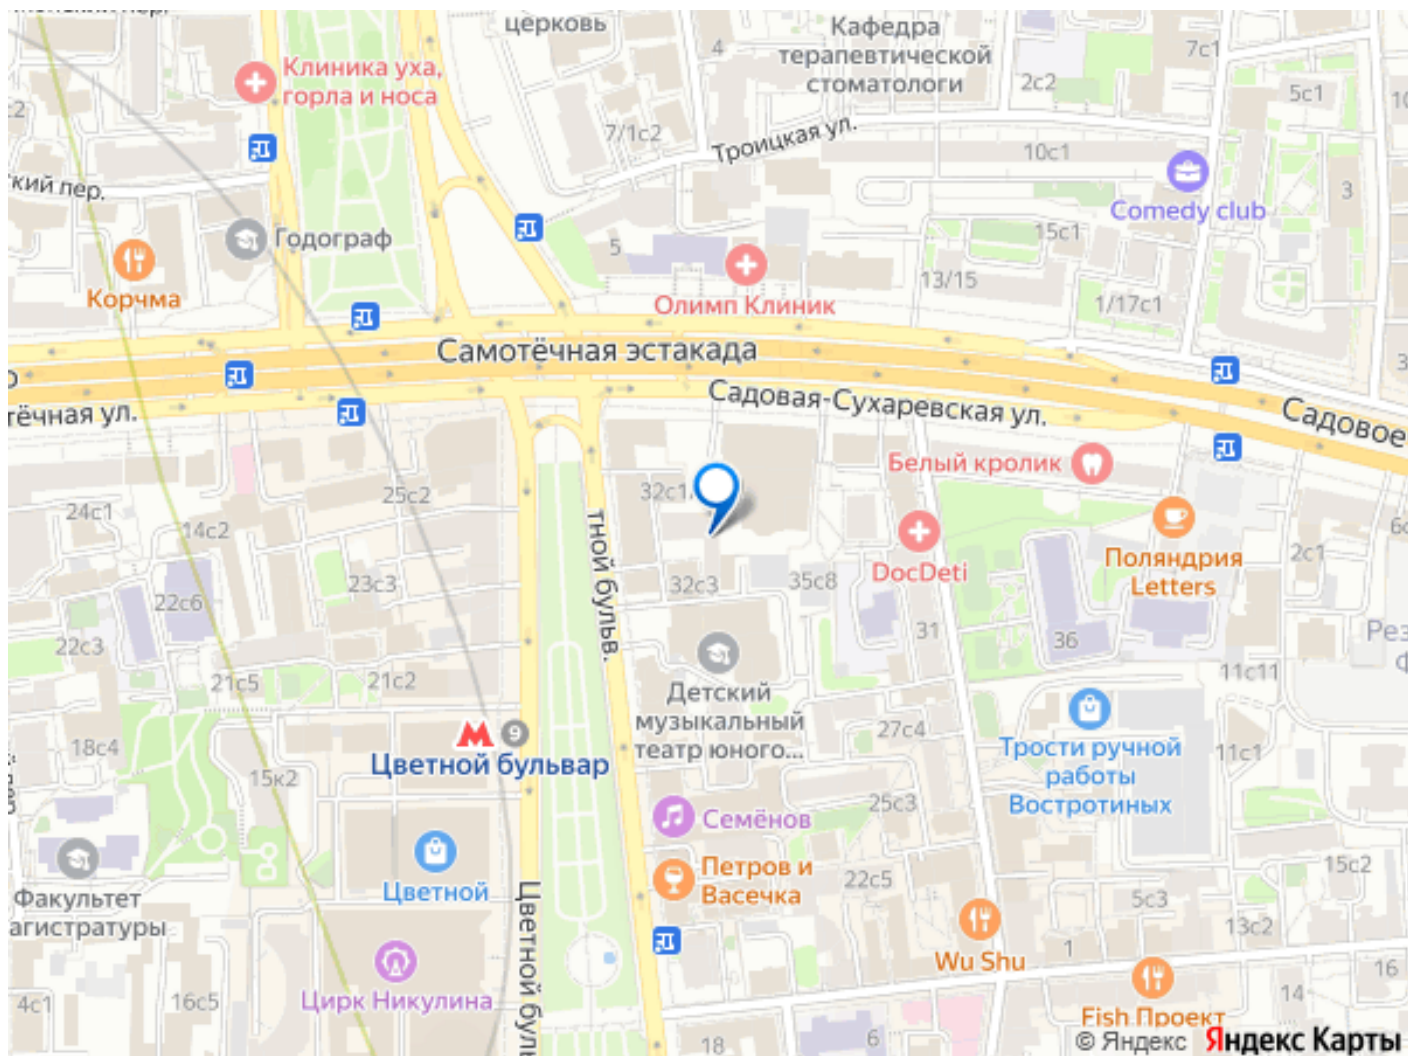 церковь
Кафедра
терапевтической
стоматологи
4
7с1
2с2
5с1
Клиника уха,
горла и носа
7/1с2
Троицкая ул.
10с1
3
кий пер.
Comedy club
Годограф
5
15с1
Корчма
Олимп Клиник
13/15
1/17с1
Самотёчная эстакада
Садовая-Сухаревская ул.
Садовое
тёчная ул.
Белый кролик
25с2
32с1
24с1
14с2
тной бульв.
DocDeti
Поляндрия
Letters
2с1
23с3
32с3
35с8
22с6
31
36
22с3
Детский
музыкальный
театр юного...
21с5
21с2
11с11
27с4
9
Цветной бульвар
18с4
15к2
Трости ручной
работы
Востротиных
11с1
Семёнов
25с3
Цветной
Петров и
Васечка
22с5
15с2
Факультет
агистратуры
Цветной буль
5с3
13с2
Wu Shu
1
Цирк Никулина
4с1
16с5
16
14
Fish Проект
18
6
© Яндекс Яндекс Карты